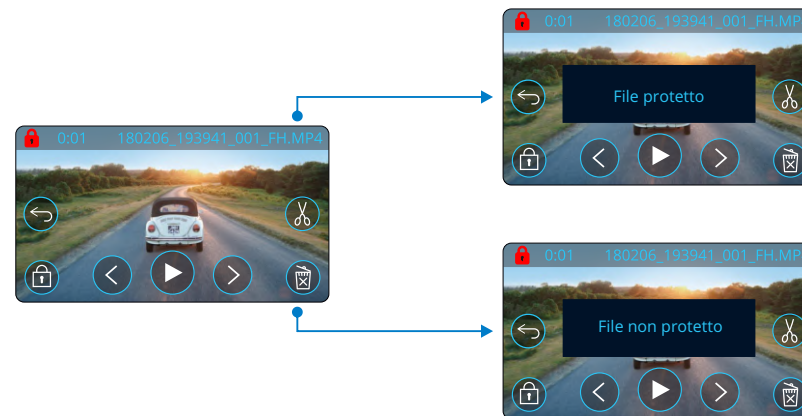 0:01 180206_193941_001_FH.MP4
0:01 180206_193941_001_FH.MP
File protetto
0:01 180206_193941_001_FH.MP
File non protetto